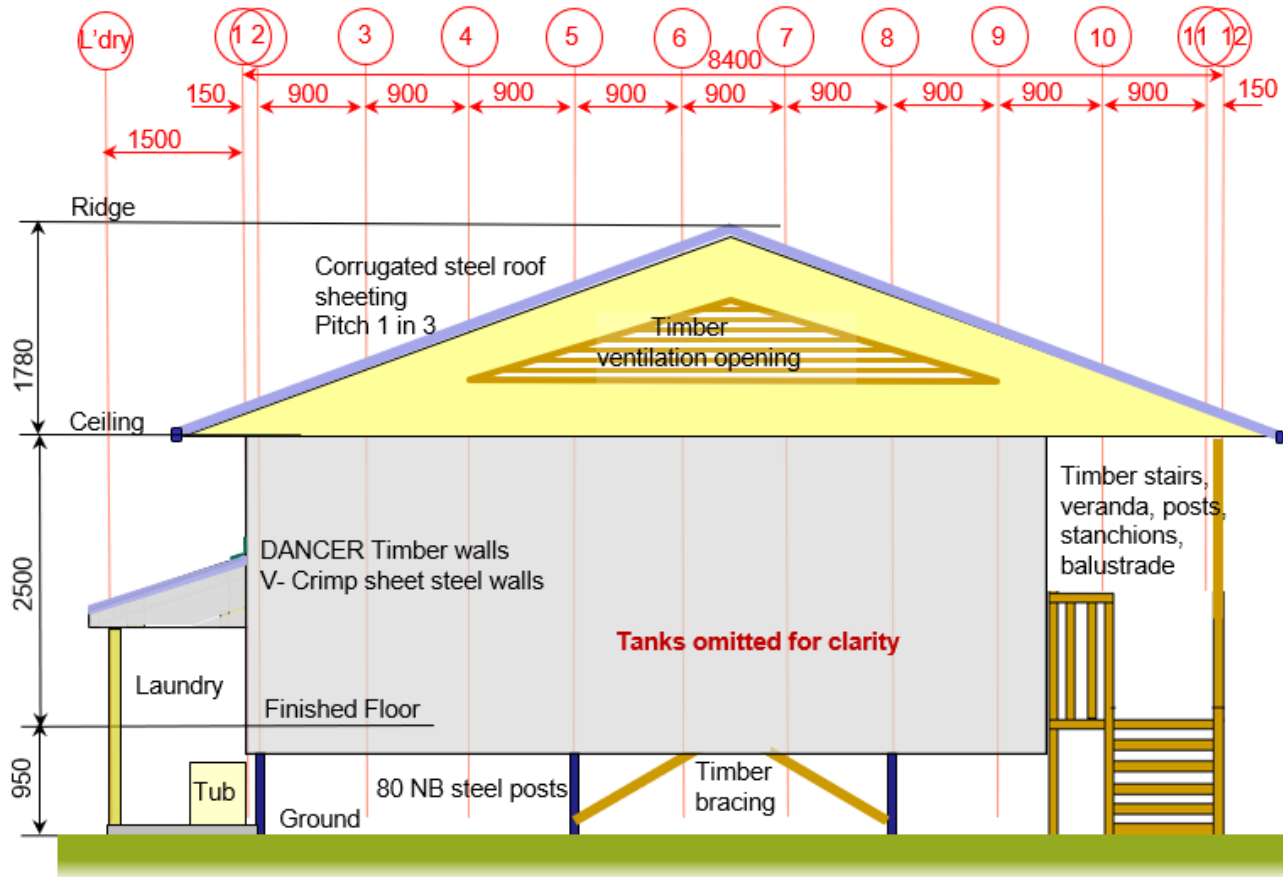 L'dry
1
2
3
4
5
6
7
8
9
10
11
12
8400
150
900
900
900
900
900
900
900
900
900
150
1500
Ridge
Corrugated steel roof
sheeting
Pitch 1 in 3
Timber
ventilation opening
1780
Ceiling
Timber stairs,
veranda, posts,
stanchions,
balustrade
DANCER Timber walls
V- Crimp sheet steel walls
2500
Tanks omitted for clarity
Laundry
Finished Floor
950
Tub
80 NB steel posts
Timber
bracing
Ground